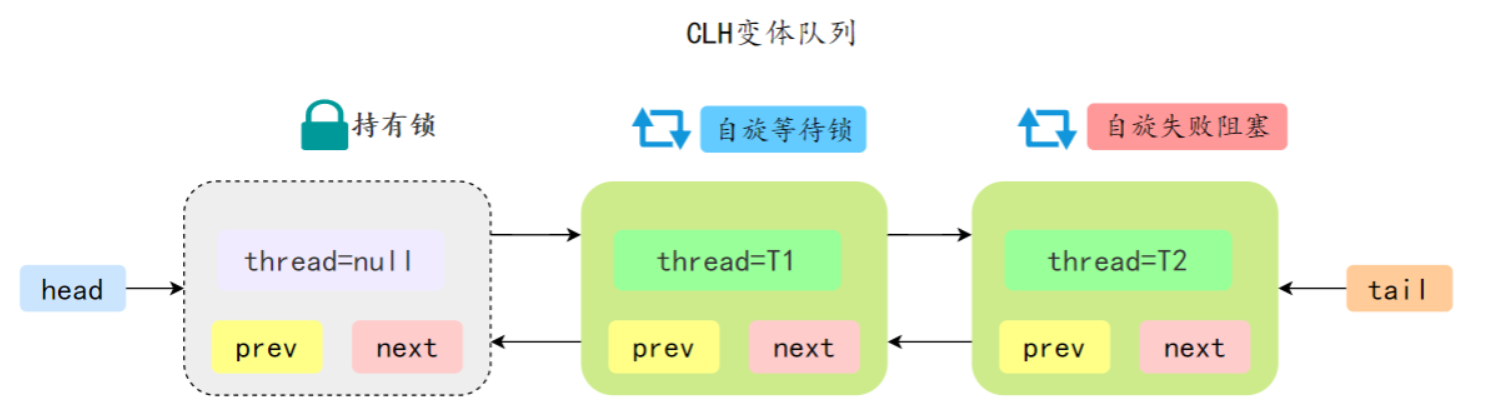 CLH变体队列
持有锁
自旋等待锁
自旋失败阻塞
head
thread=null
prev
next
thread=T1
prev
next
thread=T2
prev
next
tail